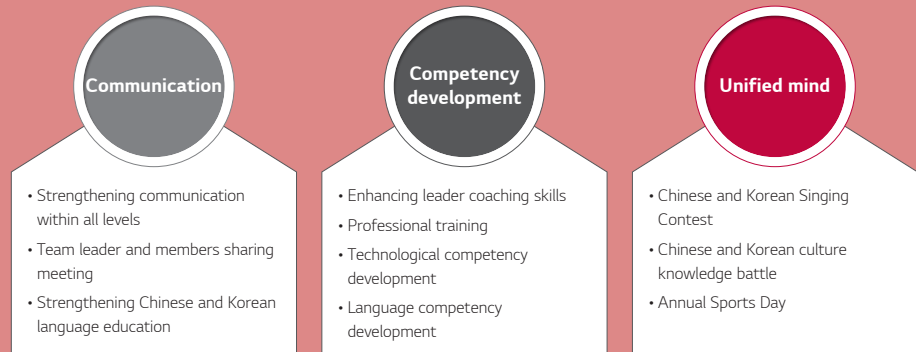 Communication
• Strengthening communication
within all levels
• Team leader and members sharing
meeting
• Strengthening Chinese and Korean
language education
Competency
development
• Enhancing leader coaching skills
• Professional training
• Technological competency
development
• Language competency
development
Unified mind
• Chinese and Korean Singing
Contest
• Chinese and Korean culture
knowledge battle
• Annual Sports Day